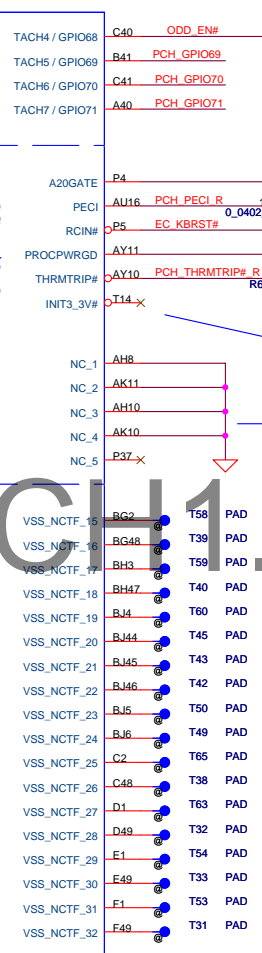 TACH4 / GPIO68 C40 ODD_EN#
TACH5 / GPIO69 B41 PCH_GPIO69
TACH6 / GPIO70 C41 PCH_GPIO70
TACH7 / GPIO71 A40 PCH_GPIO71
A20GATE P4
PECI AU16 PCH_PECI_R
0_0402
RCIN# P5 EC_KBRST#
PROCPWRGD AY11
THRMTRIP# AY10 PCH_THRMTRIP#_R
R6
INIT3_3V# T14
NC_1 AH8
NC_2 AK11
NC_3 AH10
NC_4 AK10
NC_5 P37
CH1.
VSS_NCTF_15 BG2 @ T58 PAD
VSS_NCTF_16 BG48 @ T39 PAD
VSS_NCTF_17 BH3 @ T59 PAD
VSS_NCTF_18 BH47 @ T40 PAD
VSS_NCTF_19 BJ4 @ T60 PAD
VSS_NCTF_20 BJ44 @ T45 PAD
VSS_NCTF_21 BJ45 @ T43 PAD
VSS_NCTF_22 BJ46 @ T42 PAD
VSS_NCTF_23 BJ5 @ T50 PAD
VSS_NCTF_24 BJ6 @ T49 PAD
VSS_NCTF_25 C2 @ T65 PAD
VSS_NCTF_26 C48 @ T38 PAD
VSS_NCTF_27 D1 @ T63 PAD
VSS_NCTF_28 D49 @ T32 PAD
VSS_NCTF_29 E1 @ T54 PAD
VSS_NCTF_30 E49 @ T33 PAD
VSS_NCTF_31 F1 @ T53 PAD
VSS_NCTF_32 F49 @ T31 PAD